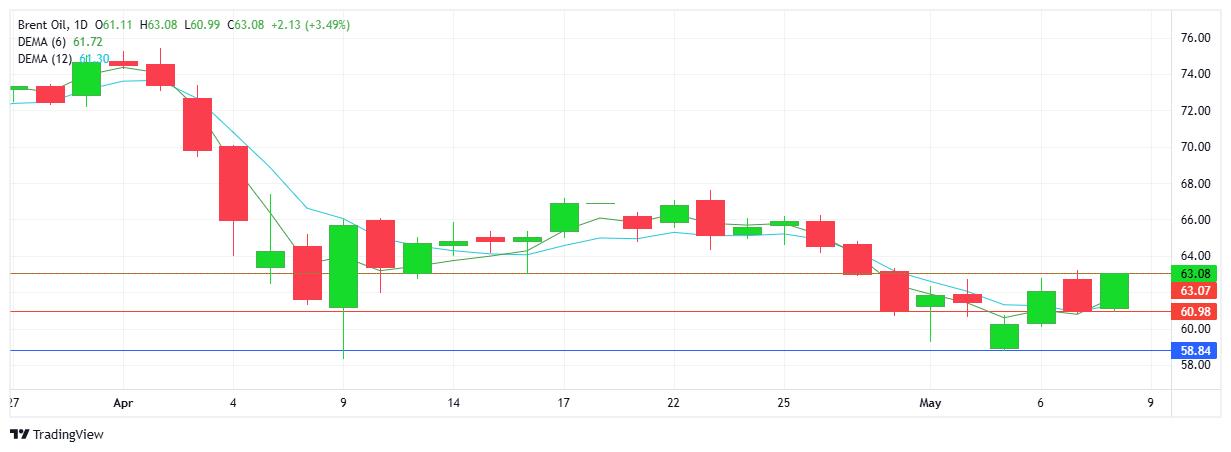 Brent Oil, 1D O61.11 H63.08 L60.99 C63.08 +2.13 (+3.49%)
DEMA (6) 61.72
DEMA (12) 61.30
76.00
74.00
72.00
70.00
68.00
66.00
64.00
63.08
63.07
60.98
60.00
58.84
58.00
27 Apr 4 9 14 17 22 25 May 6 9
TradingView